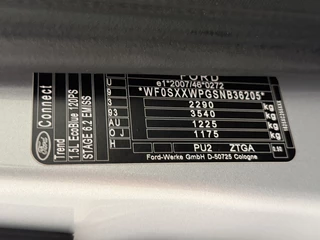 FORD
e1*2007/46*0272
*WF0SXXWPGSNB36205*
2290 kg
3540 kg
1225 kg
1175 kg
PU2 ZTGA
Ford-Werke GmbH D-50725 Cologne
Ford Connect
Trend
1.5L EcoBlue 120PS
STAGE 6.2 EMISS